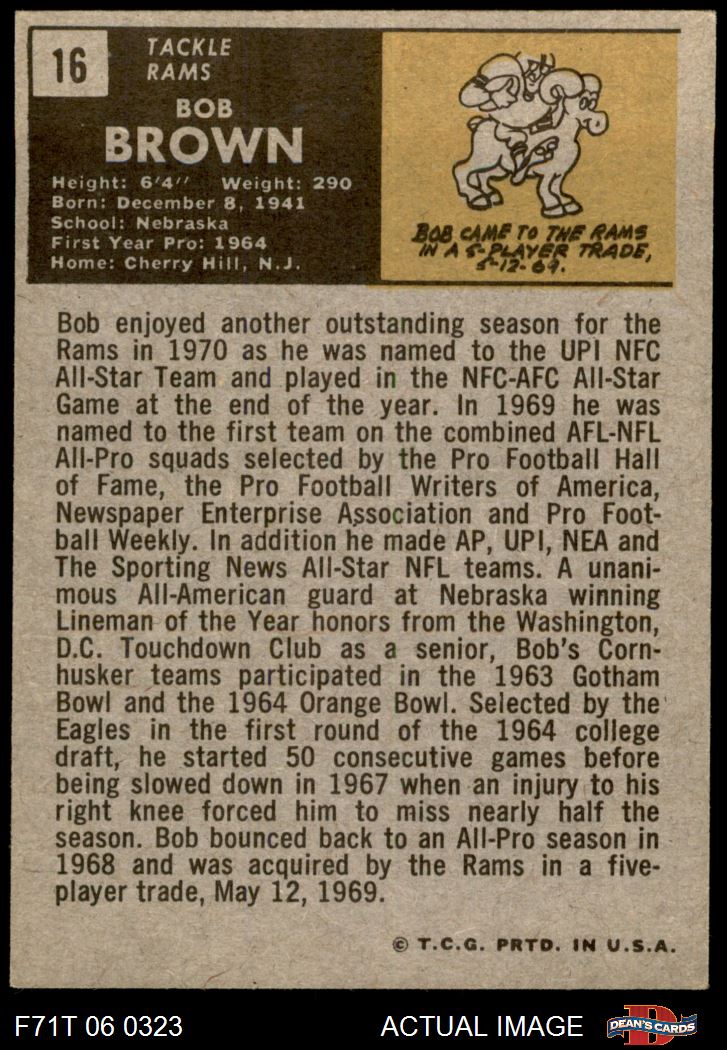 16
TACKLE
RAMS
BOB
BROWN
Height: 6'4" Weight: 290
Born: December 8, 1941
School: Nebraska
First Year Pro: 1964
Home: Cherry Hill, N.J.
BOB CAME TO THE RAMS
IN A 5-PLAYER TRADE,
5-12-69.
Bob enjoyed another outstanding season for the
Rams in 1970 as he was named to the UPI NFC
All-Star Team and played in the NFC-AFC All-Star
Game at the end of the year. In 1969 he was
named to the first team on the combined AFL-NFL
All-Pro squads selected by the Pro Football Hall
of Fame, the Pro Football Writers of America,
Newspaper Enterprise Association and Pro Foot-
ball Weekly. In addition he made AP, UPI, NEA and
The Sporting News All-Star NFL teams. A unani-
mous All-American guard at Nebraska winning
Lineman of the Year honors from the Washington,
D.C. Touchdown Club as a senior, Bob's Corn-
husker teams participated in the 1963 Gotham
Bowl and the 1964 Orange Bowl. Selected by the
Eagles in the first round of the 1964 college
draft, he started 50 consecutive games before
being slowed down in 1967 when an injury to his
right knee forced him to miss nearly half the
season. Bob bounced back to an All-Pro season in
1968 and was acquired by the Rams in a five-
player trade, May 12, 1969.
© T.C.G. PRTD. IN U.S.A.
F71T 06 0323
ACTUAL IMAGE
D
DEAN'S CARDS